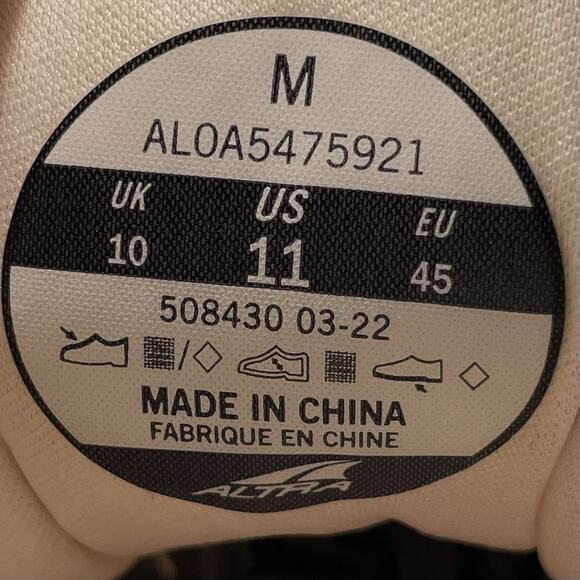 M
AL0A5475921
UK US EU
10 11 45
508430 03-22
/
MADE IN CHINA
FABRIQUE EN CHINE
ALTRA